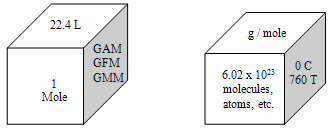 22.4 L
GAM
GFM
GMM
1
Mole
g / mole
6.02 x 10²³
molecules,
atoms, etc.
0 C
760 T